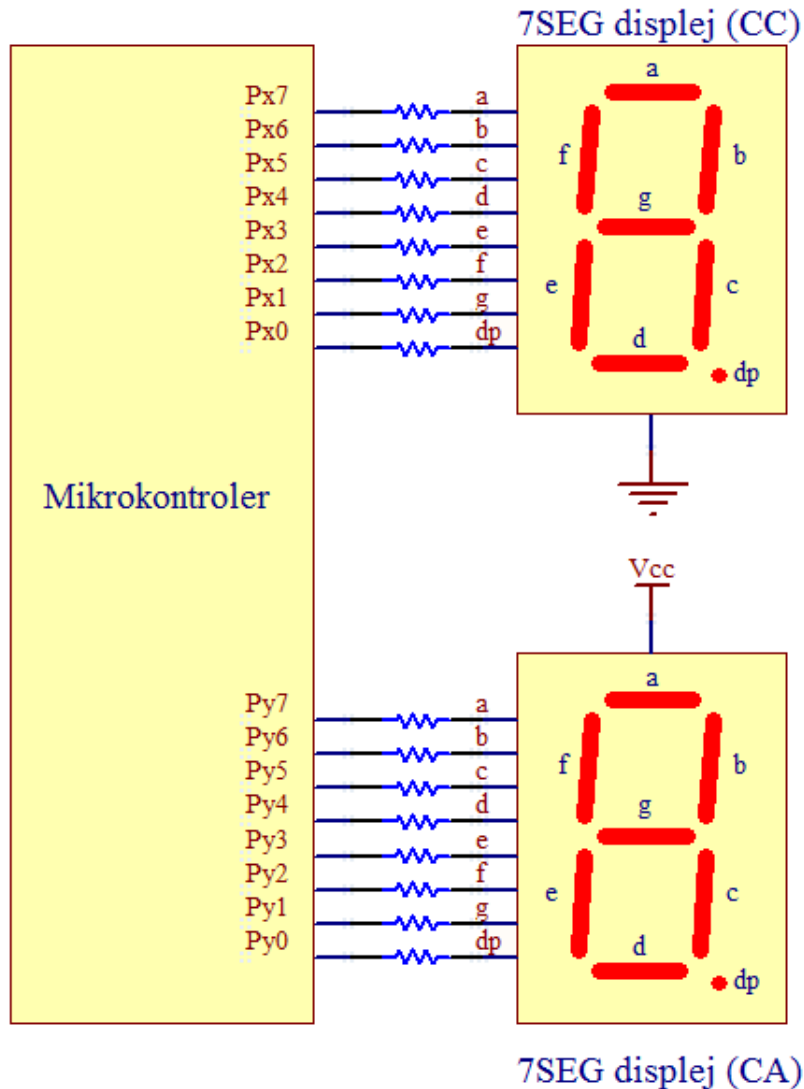 7SEG displej (CC)
Px7
Px6
Px5
Px4
Px3
Px2
Px1
Px0
a
b
c
d
e
f
g
dp
a
f
b
g
e
c
d
dp
Mikrokontroler
Vcc
Py7
Py6
Py5
Py4
Py3
Py2
Py1
Py0
a
b
c
d
e
f
g
dp
a
f
b
g
e
c
d
dp
7SEG displej (CA)